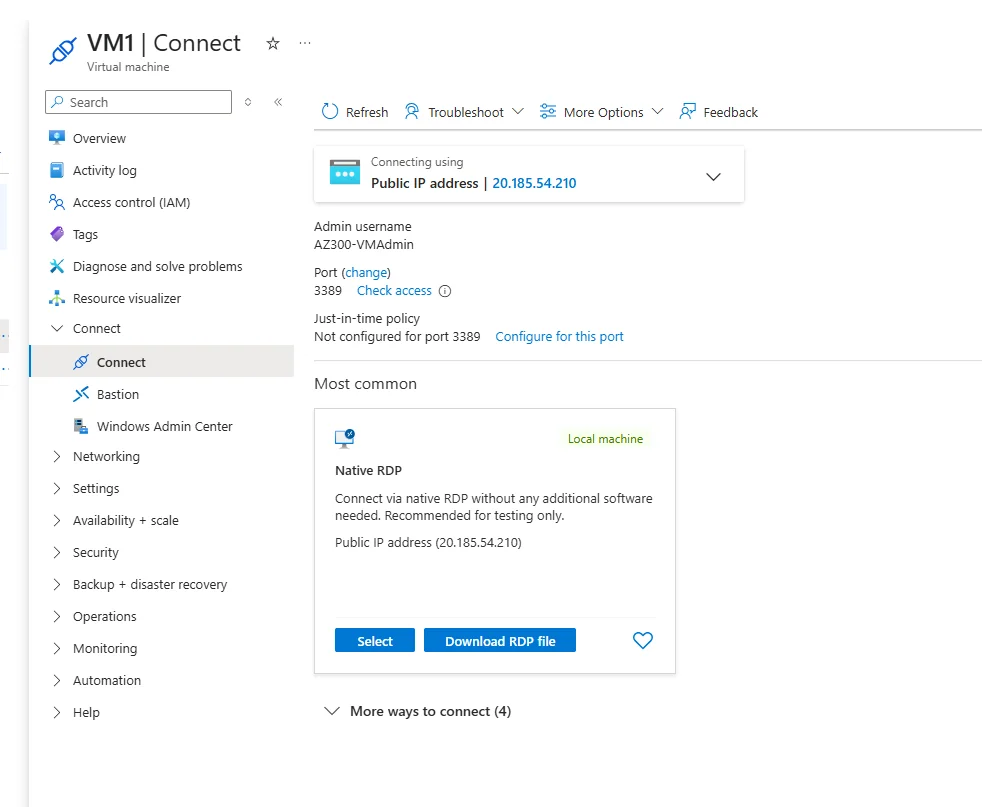 VM1 | Connect
Virtual machine
Search
Overview
Activity log
Access control (IAM)
Tags
Diagnose and solve problems
Resource visualizer
Connect
Connect
Bastion
Windows Admin Center
Networking
Settings
Availability + scale
Security
Backup + disaster recovery
Operations
Monitoring
Automation
Help
Refresh
Troubleshoot
More Options
Feedback
Connecting using
Public IP address | 20.185.54.210
Admin username
AZ300-VMAdmin
Port (change)
3389 Check access
Just-in-time policy
Not configured for port 3389 Configure for this port
Most common
Local machine
Native RDP
Connect via native RDP without any additional software
needed. Recommended for testing only.
Public IP address (20.185.54.210)
Select
Download RDP file
More ways to connect (4)